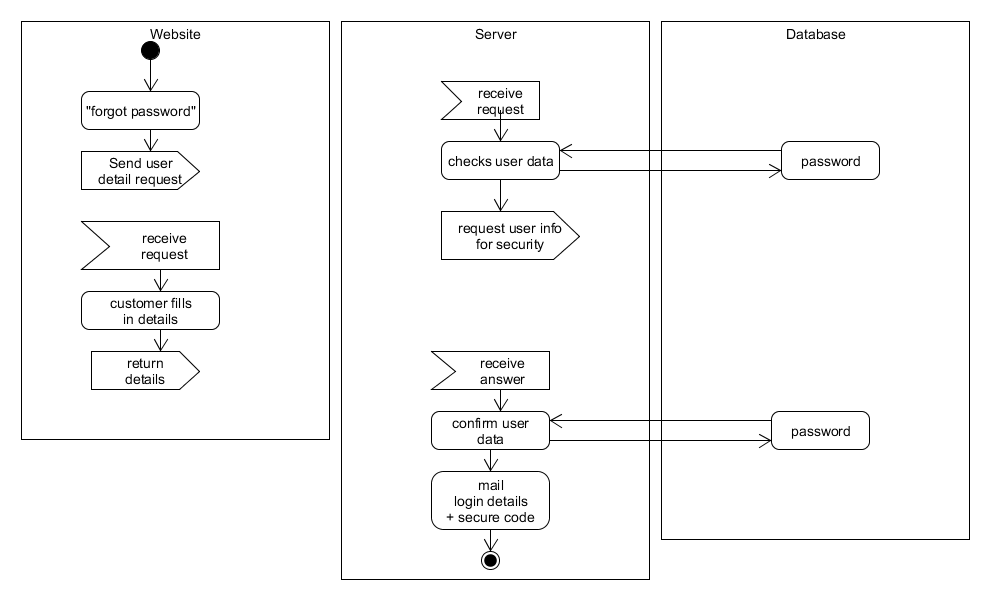 Website
"forgot password"
Send user
detail request
receive
request
customer fills
in details
return
details
Server
receive
request
checks user data
request user info
for security
receive
answer
confirm user
data
mail
login details
+ secure code
Database
password
password